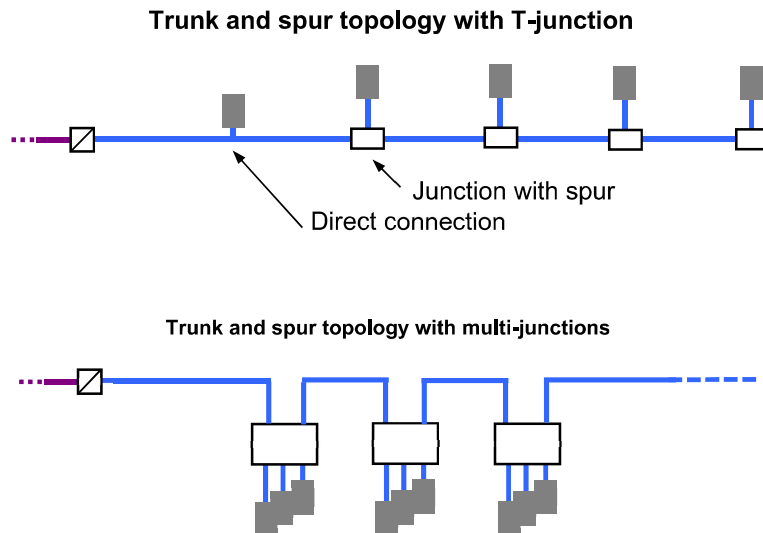 Trunk and spur topology with T-junction
Junction with spur
Direct connection
Trunk and spur topology with multi-junctions